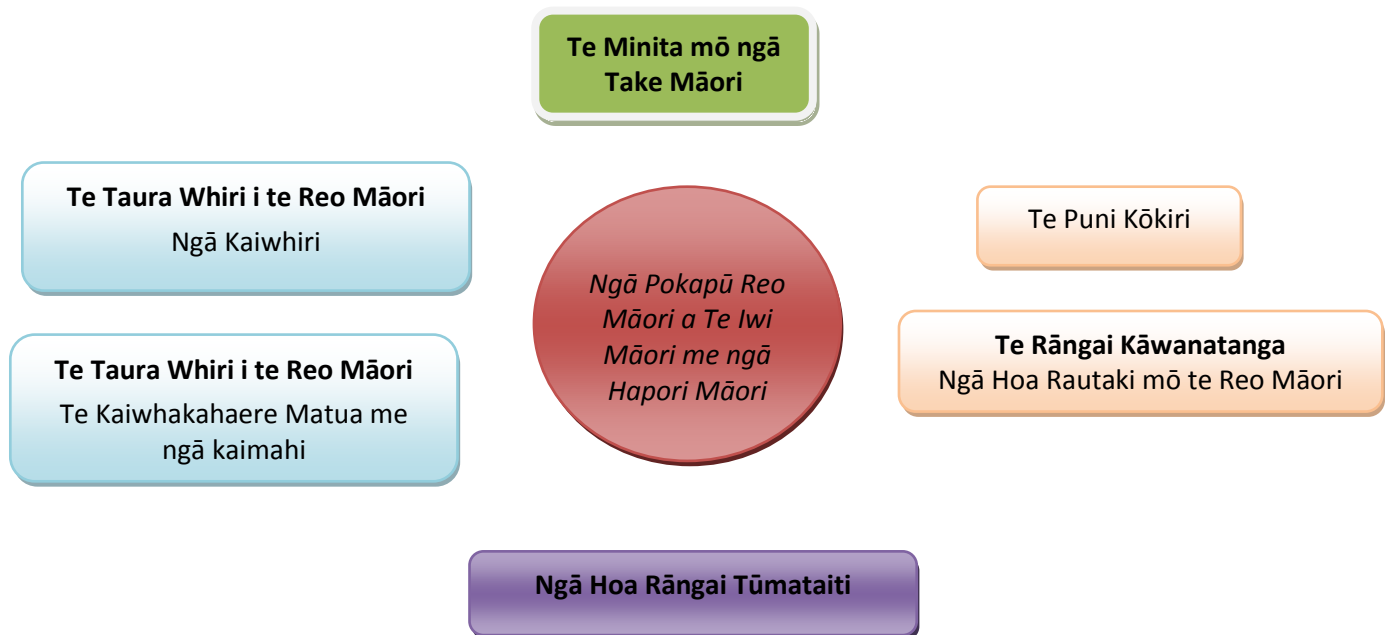 Te Minita mō ngā
Take Māori
Te Taura Whiri i te Reo Māori
Ngā Kaiwhiri
Te Taura Whiri i te Reo Māori
Te Kaiwhakahaere Matua me
ngā kaimahi
Ngā Pokapū Reo
Māori a Te Iwi
Māori me ngā
Hapori Māori
Te Puni Kōkiri
Te Rāngai Kāwanatanga
Ngā Hoa Rautaki mō te Reo Māori
Ngā Hoa Rāngai Tūmataiti